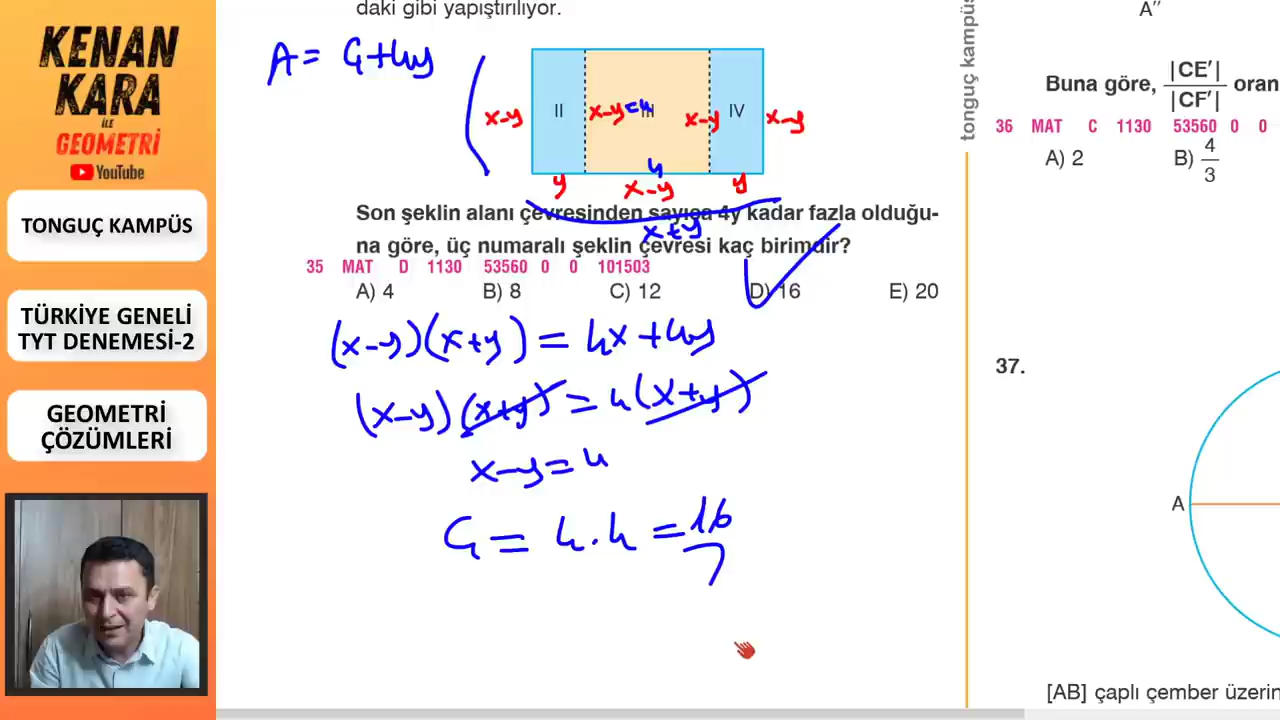 KENAN
KARA
İLE
GEOMETRİ
YouTube
TONGUÇ KAMPÜS
TÜRKİYE GENELİ
TYT DENEMESİ-2
GEOMETRİ
ÇÖZÜMLERİ
daki gibi yapıştırılıyor.
A = Ç+4y
x-y II x-y=4 III x-y IV x-y
4
y x-y y
x+y
Son şeklin alanı çevresinden sayıca 4y kadar fazla olduğu-
na göre, üç numaralı şeklin çevresi kaç birimdir?
35 MAT D 1130 53560 0 0 101503
A) 4 B) 8 C) 12 D) 16 E) 20
(x-y)(x+y) = 4x+4y
(x-y)(x+y) = 4(x+y)
x-y=4
Ç = 4.4 = 16
tonguç kampüs
A′′
Buna göre, |CE′| / |CF′| oran
36 MAT C 1130 53560 0 0
A) 2 B) 4/3
37.
A
[AB] çaplı çember üzerin